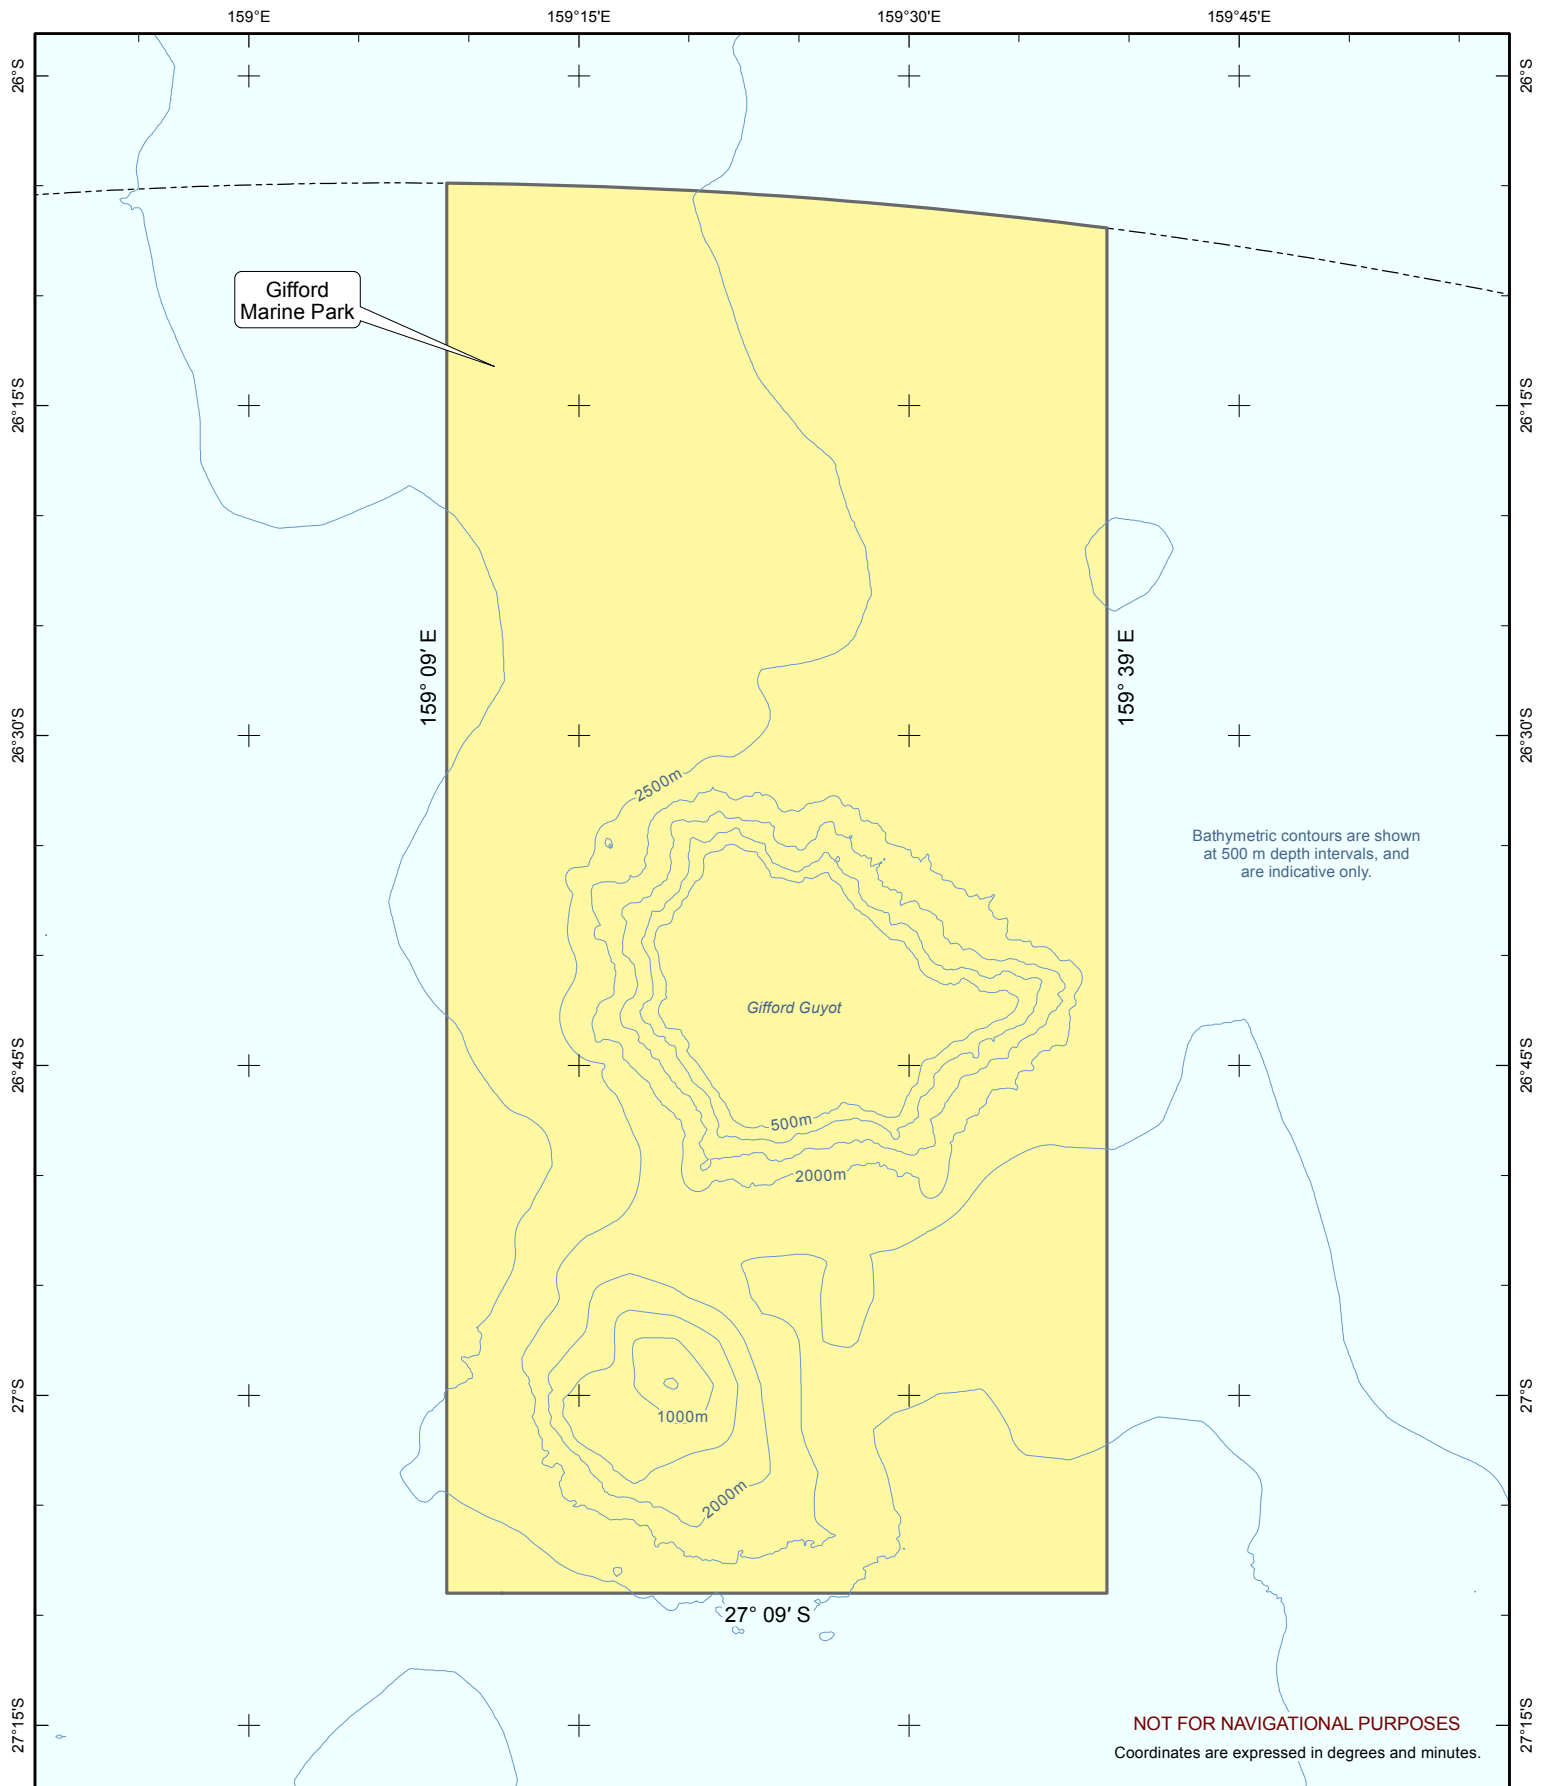 159°E
159°15'E
159°30'E
159°45'E
26°S
26°S
Gifford
Marine Park
26°15'S
26°15'S
159° 09′ E
159° 39′ E
26°30'S
26°30'S
2500m
Bathymetric contours are shown
at 500 m depth intervals, and
are indicative only.
Gifford Guyot
26°45'S
26°45'S
500m
2000m
27°S
27°S
1000m
2000m
27° 09′ S
27°15'S
27°15'S
NOT FOR NAVIGATIONAL PURPOSES
Coordinates are expressed in degrees and minutes.